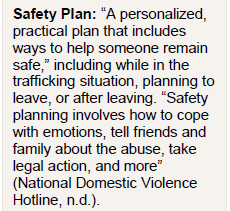 Safety Plan: “A personalized,
practical plan that includes
ways to help someone remain
safe,” including while in the
trafficking situation, planning to
leave, or after leaving. “Safety
planning involves how to cope
with emotions, tell friends and
family about the abuse, take
legal action, and more”
(National Domestic Violence
Hotline, n.d.).